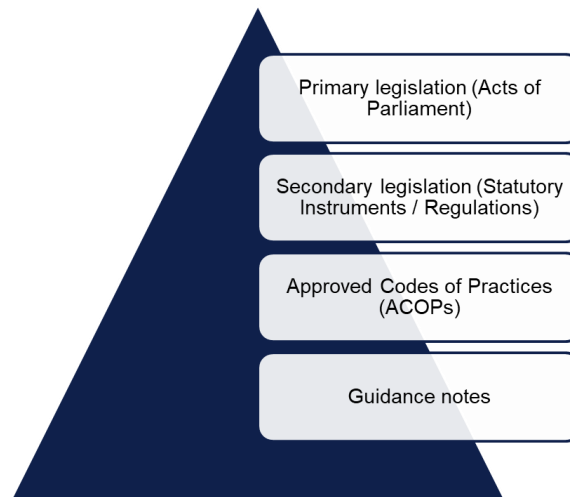 Primary legislation (Acts of
Parliament)
Secondary legislation (Statutory
Instruments / Regulations)
Approved Codes of Practices
(ACOPs)
Guidance notes